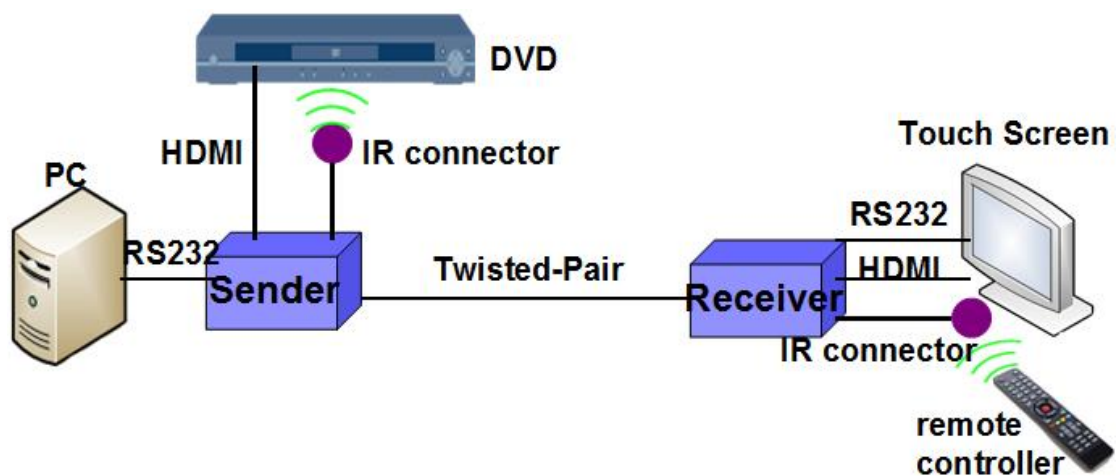 DVD
HDMI
IR connector
Touch Screen
PC
RS232
RS232
Sender
Twisted-Pair
Receiver
HDMI
IR connector
remote
controller